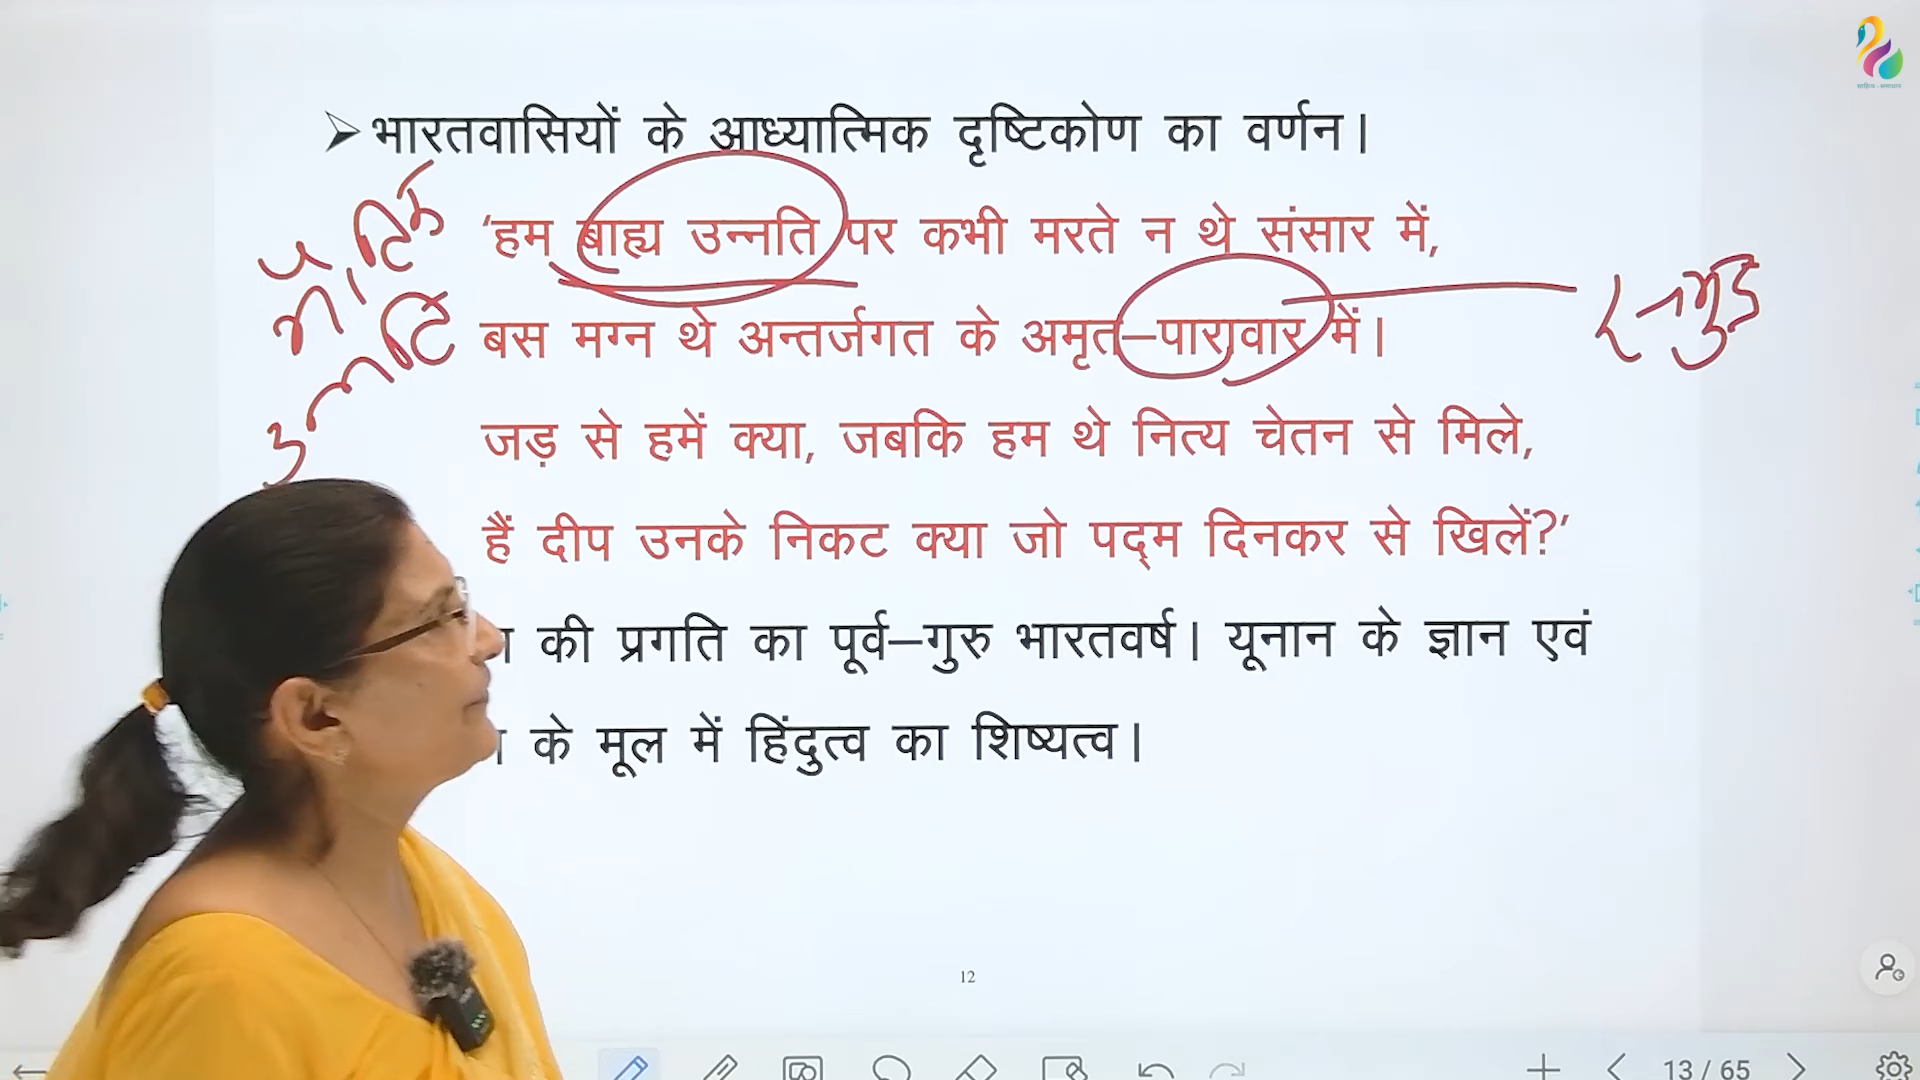 भारतवासियों के आध्यात्मिक दृष्टिकोण का वर्णन।
‘हम बाह्य उन्नति पर कभी मरते न थे संसार में,
बस मग्न थे अन्तर्जगत के अमृत–पारावार में।
जड़ से हमें क्या, जबकि हम थे नित्य चेतन से मिले,
हैं दीप उनके निकट क्या जो पद्म दिनकर से खिलें?’
की प्रगति का पूर्व–गुरु भारतवर्ष। यूनान के ज्ञान एवं
के मूल में हिंदुत्व का शिष्यत्व।
भौतिक
उन्नति
समुद्र
12
13 / 65